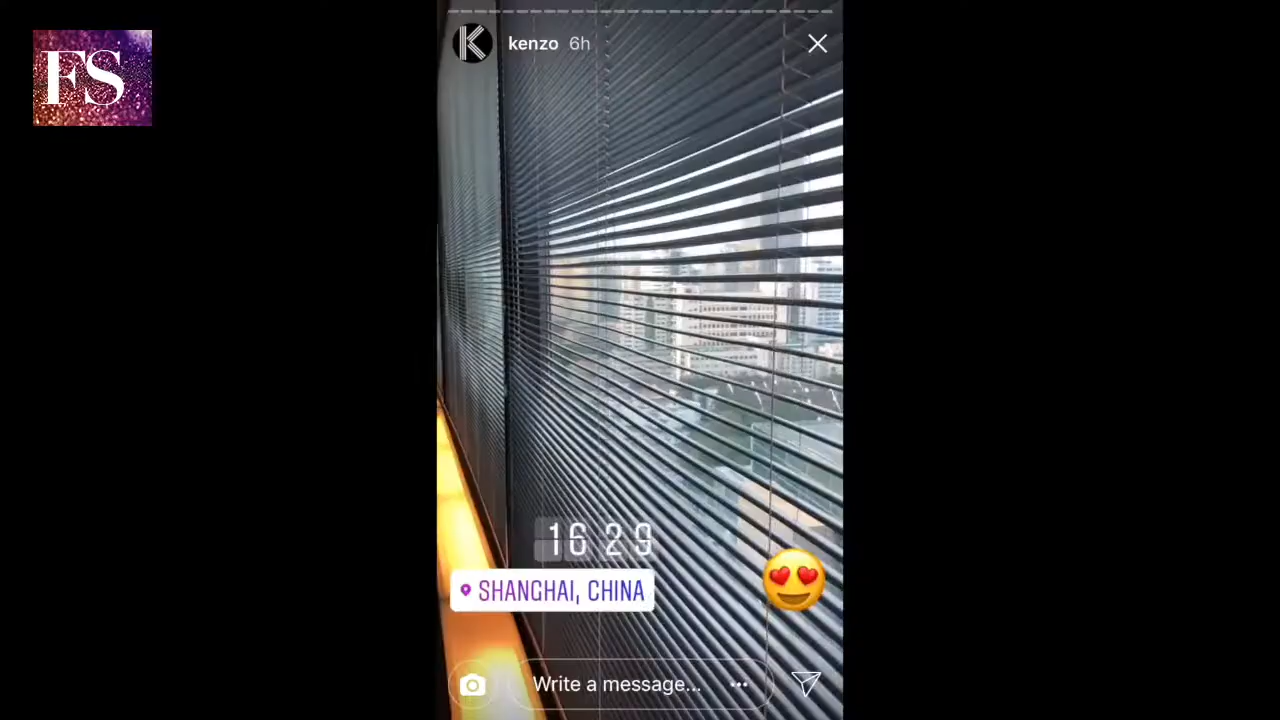 FS
K
kenzo 6h
16 29
SHANGHAI, CHINA
Write a message...